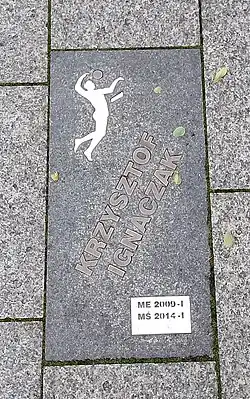 KRZYSZTOF
IGNACZAK
ME 2009-I
MŚ 2014-I